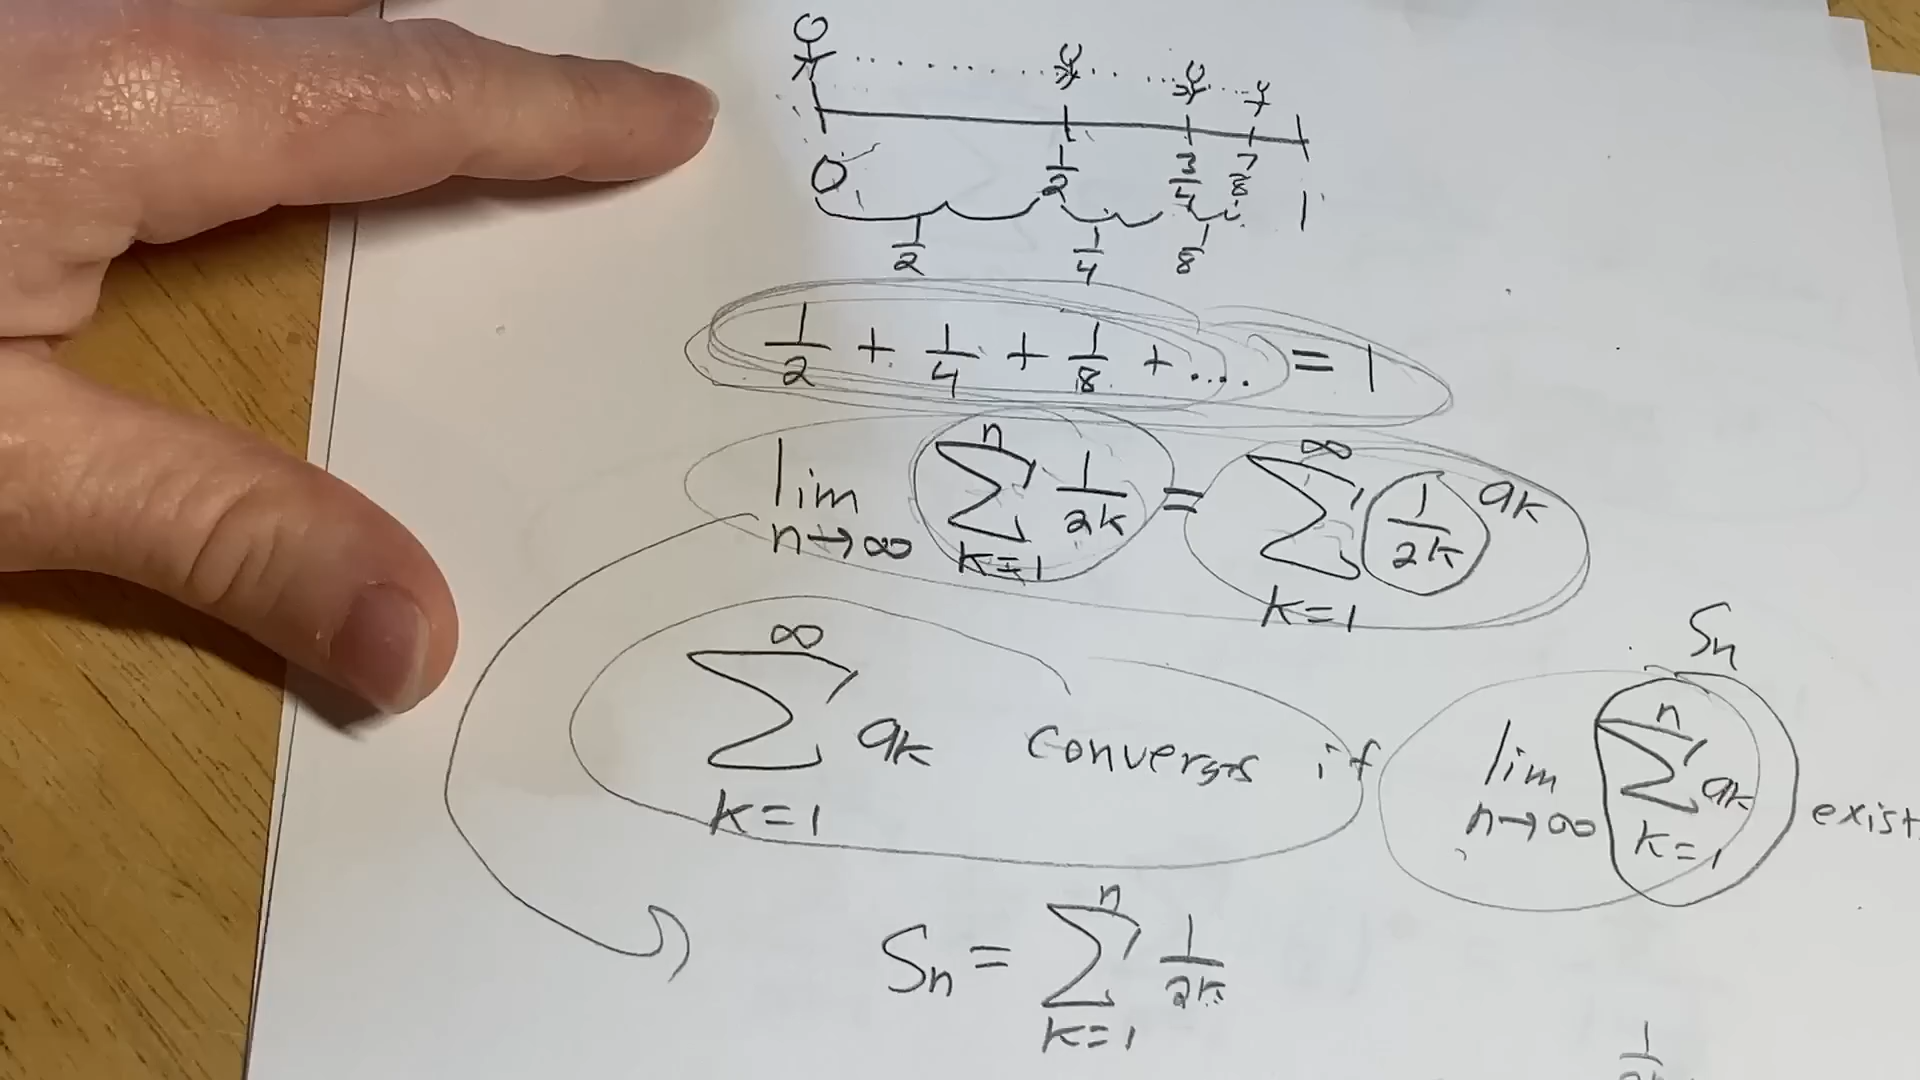 0 1/2 3/4 7/8 1
1/2 1/4 1/8
1/2 + 1/4 + 1/8 + .... = 1
lim n→∞ n Σ k=1 1/2k = ∞ Σ k=1 1/2k ak
∞ Σ k=1 ak converges if lim n→∞ n Σ k=1 ak exist
Sn
Sn = n Σ k=1 1/2k